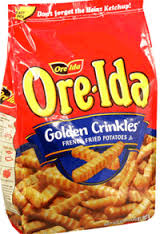 Don't forget the Heinz Ketchup!
Ore-Ida
Ore-Ida
Golden Crinkles
FRENCH FRIED POTATOES